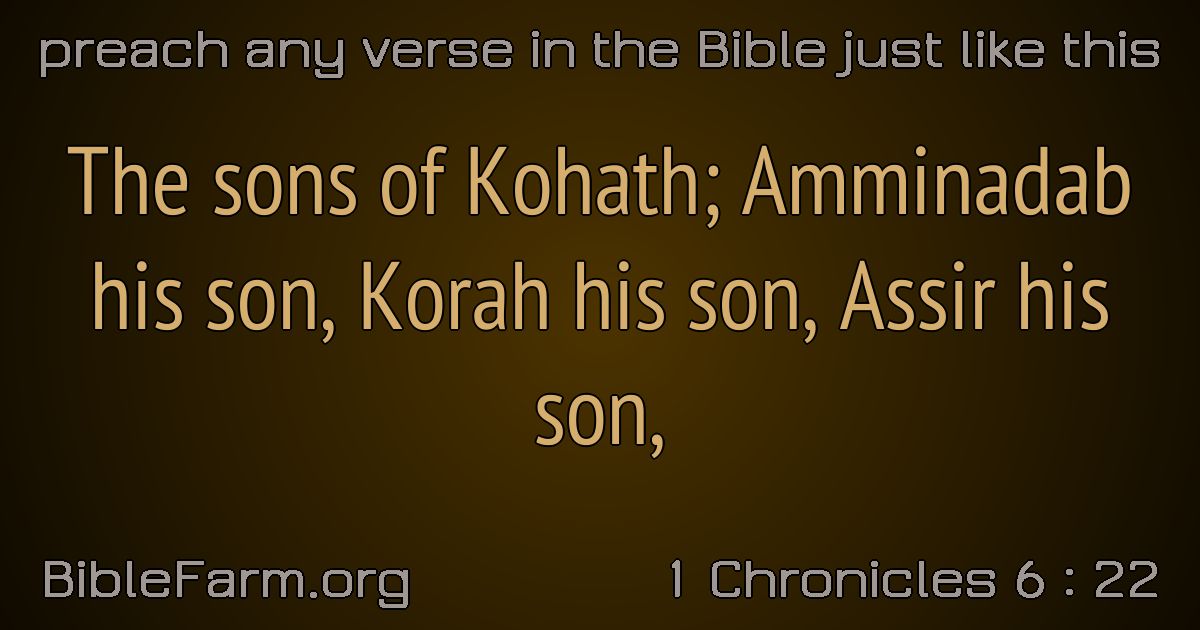 preach any verse in the Bible just like this
The sons of Kohath; Amminadab
his son, Korah his son, Assir his
son,
BibleFarm.org
1 Chronicles 6 : 22